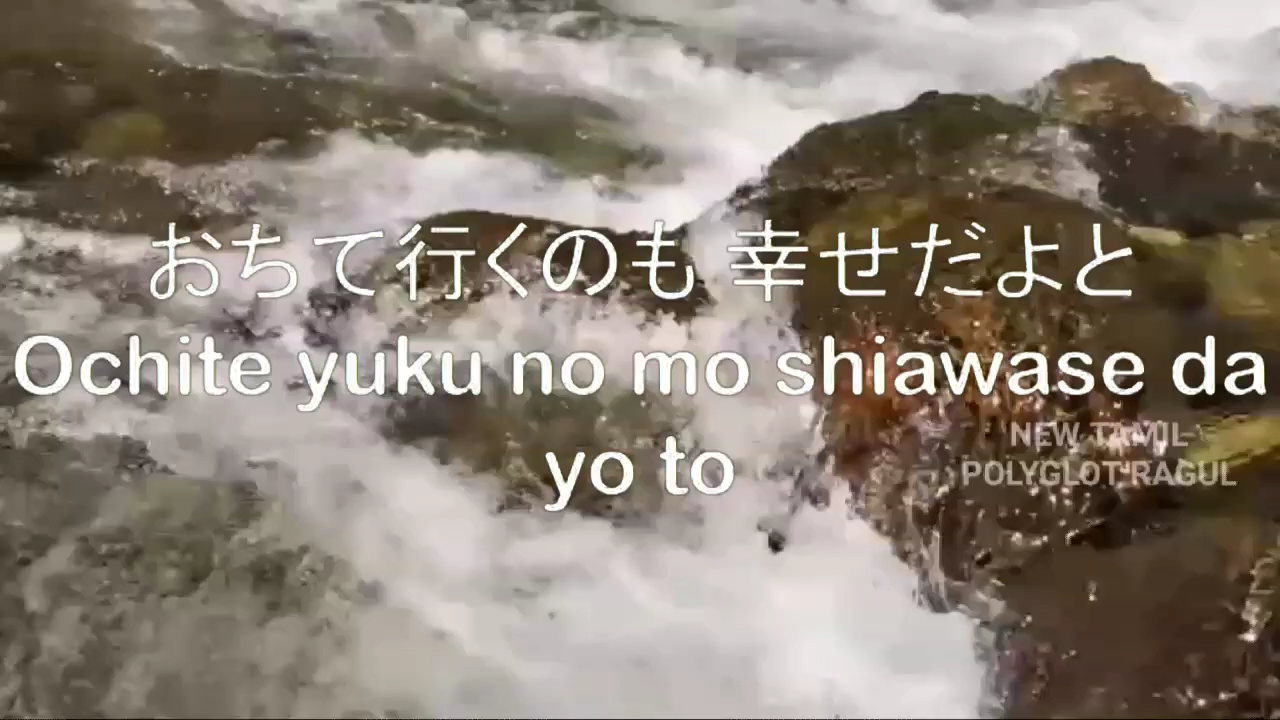 おちて行くのも 幸せだよと
Ochite yuku no mo shiawase da
yo to
NEW TAMIL
POLYGLOT RAGUL